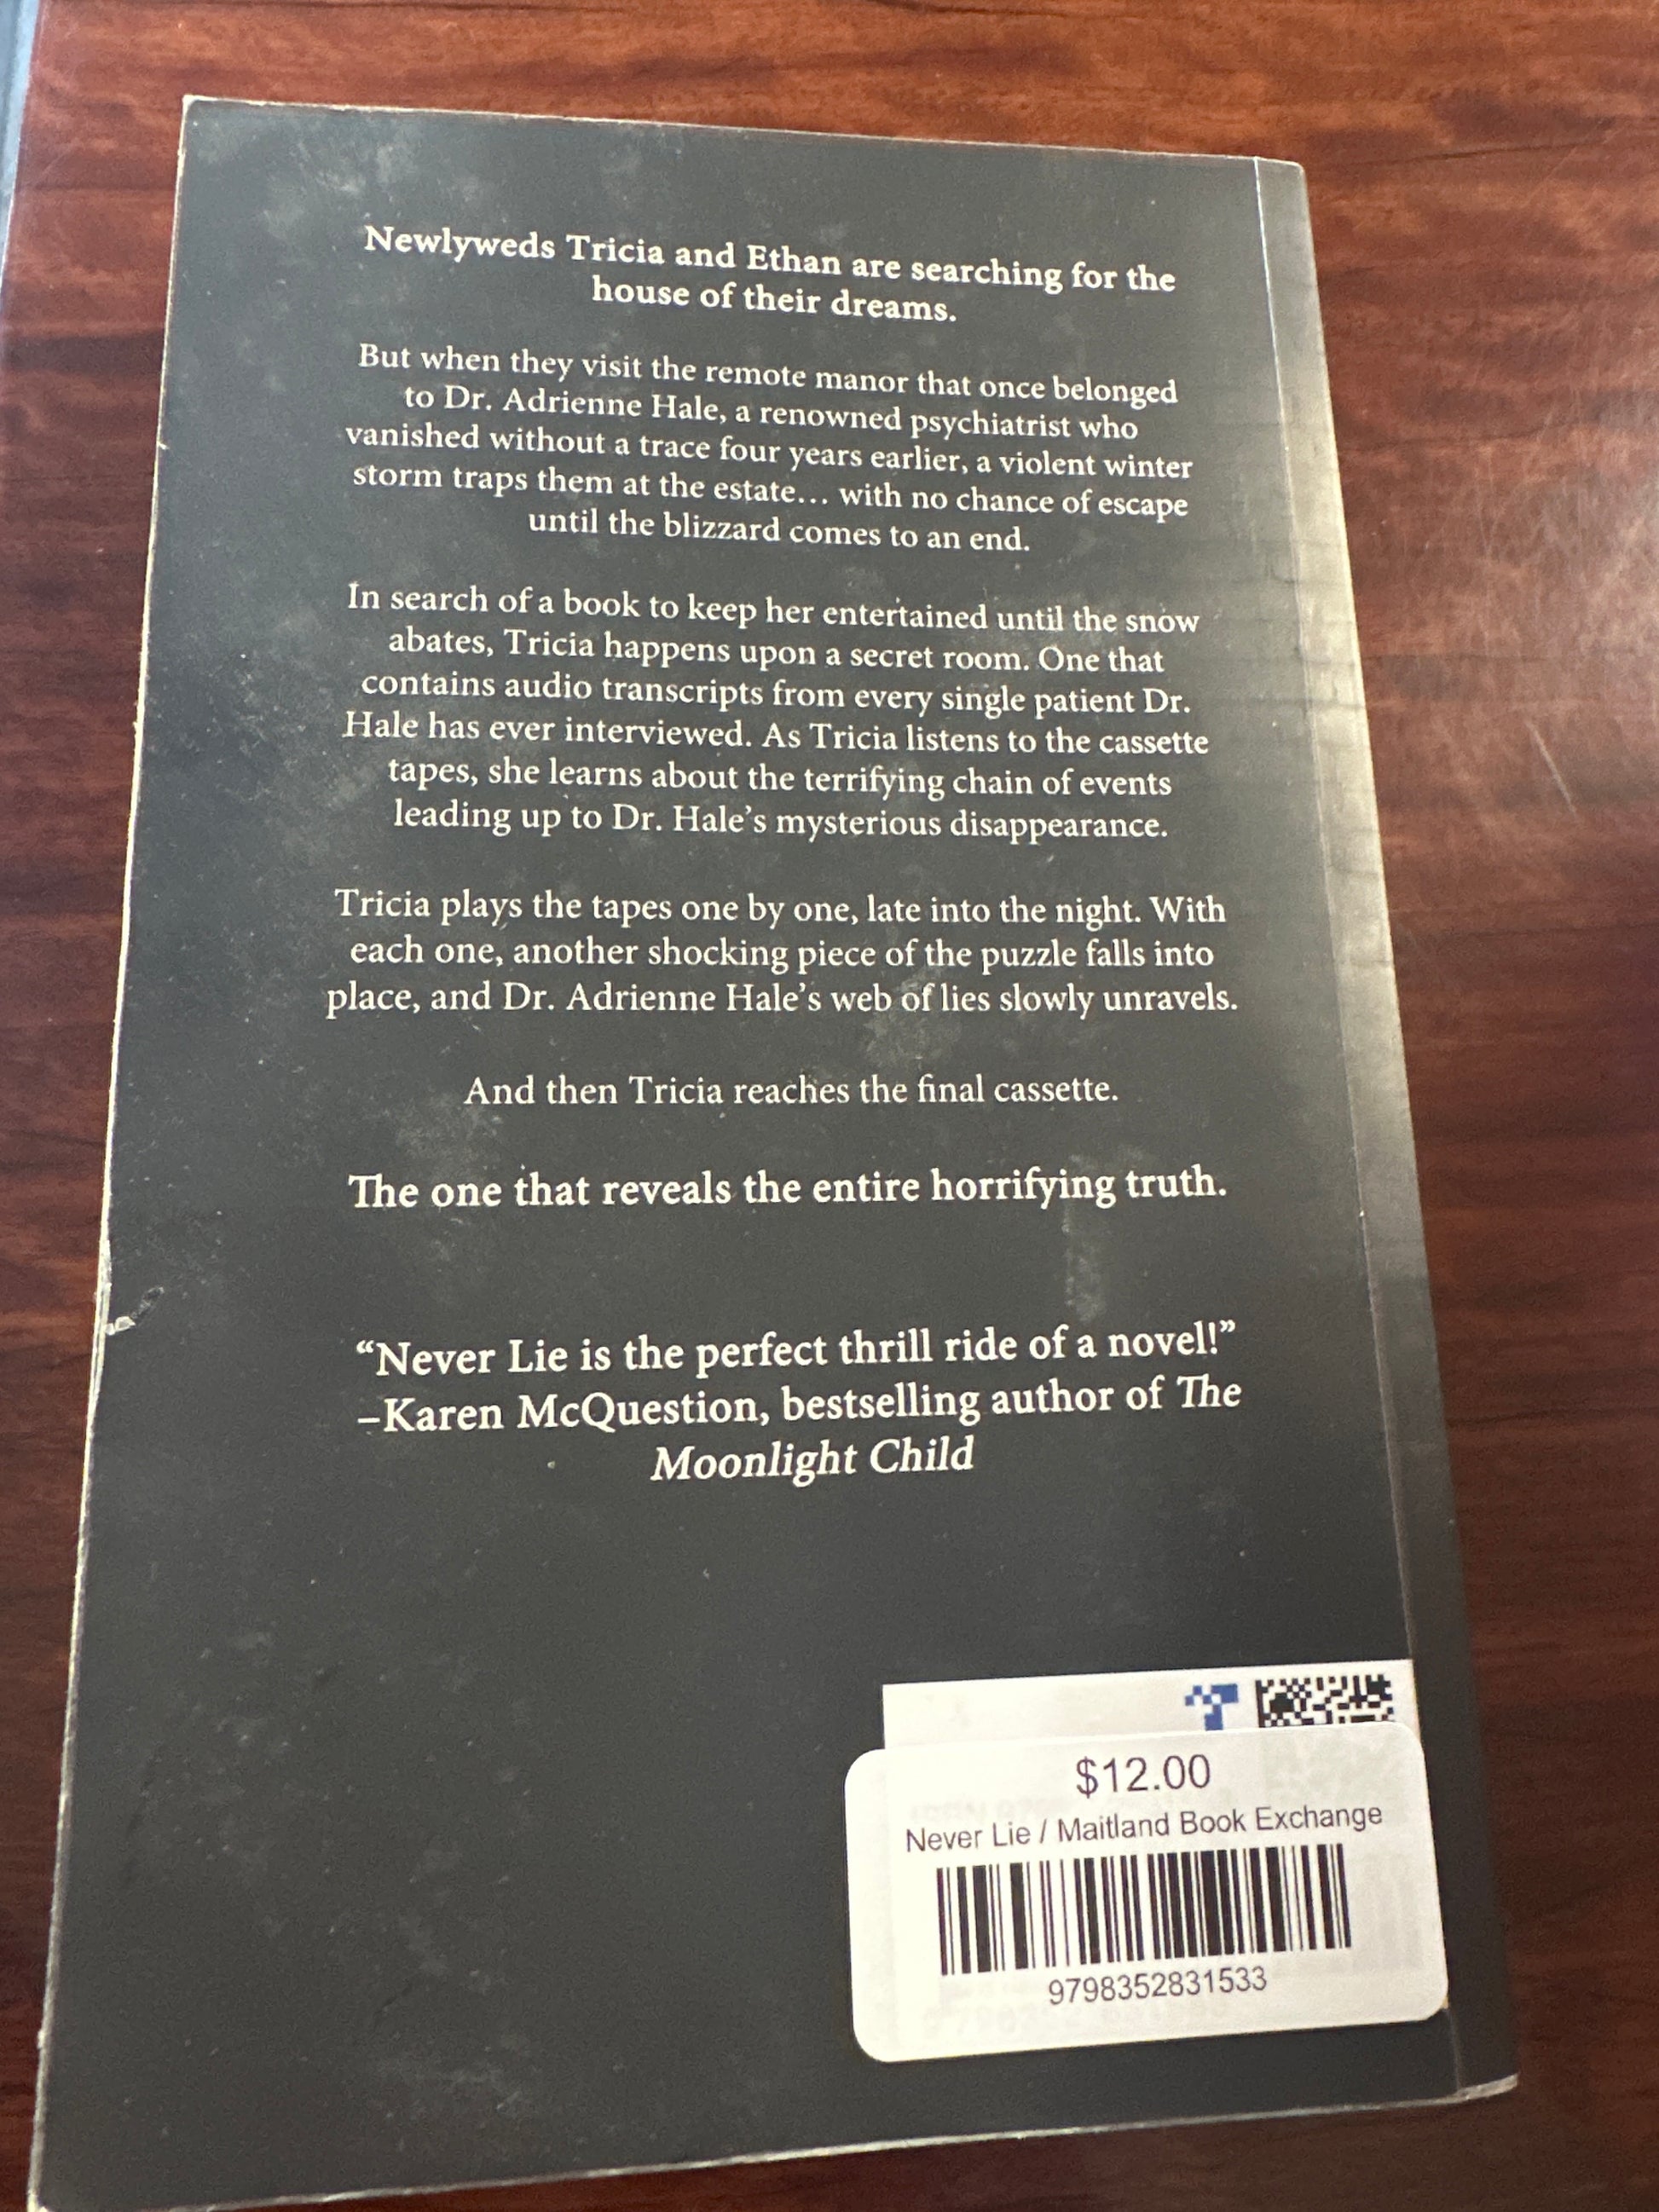 Newlyweds Tricia and Ethan are searching for the
house of their dreams.
But when they visit the remote manor that once belonged
to Dr. Adrienne Hale, a renowned psychiatrist who
vanished without a trace four years earlier, a violent winter
storm traps them at the estate... with no chance of escape
until the blizzard comes to an end.
In search of a book to keep her entertained until the snow
abates, Tricia happens upon a secret room. One that
contains audio transcripts from every single patient Dr.
Hale has ever interviewed. As Tricia listens to the cassette
tapes, she learns about the terrifying chain of events
leading up to Dr. Hale’s mysterious disappearance.
Tricia plays the tapes one by one, late into the night. With
each one, another shocking piece of the puzzle falls into
place, and Dr. Adrienne Hale’s web of lies slowly unravels.
And then Tricia reaches the final cassette.
The one that reveals the entire horrifying truth.
“Never Lie is the perfect thrill ride of a novel!”
–Karen McQuestion, bestselling author of The
Moonlight Child
$12.00
Never Lie / Maitland Book Exchange
9798352831533